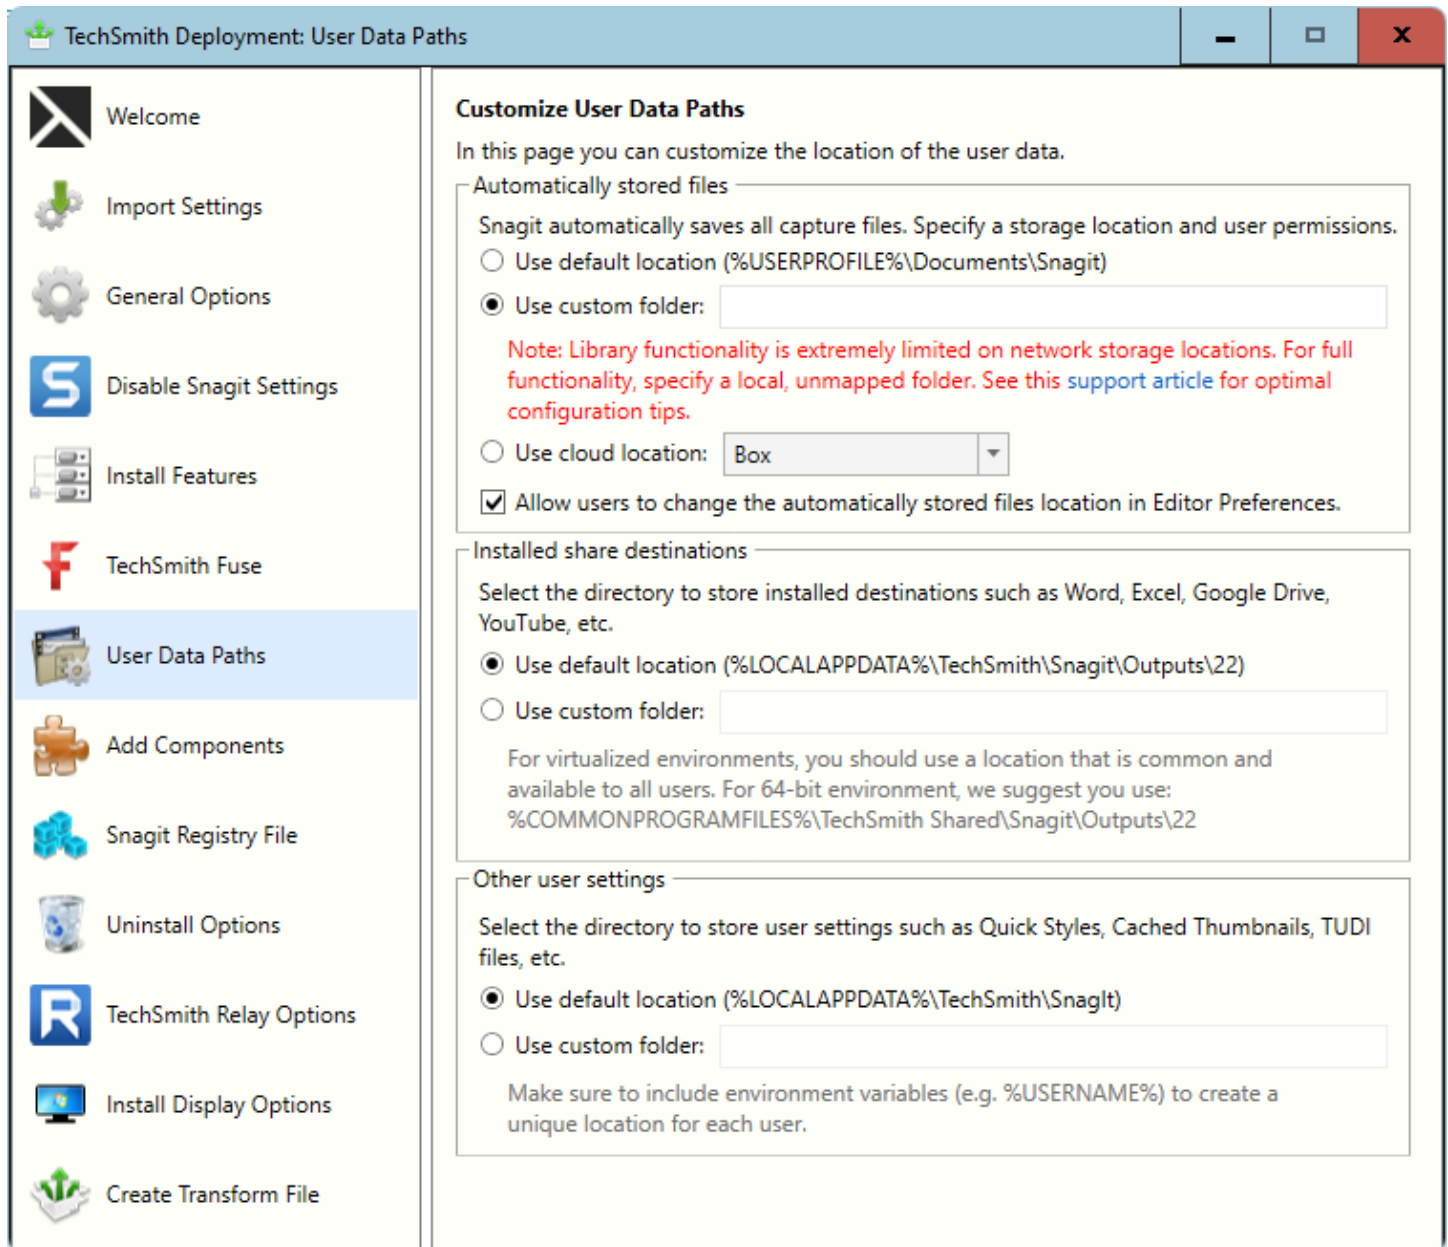 TechSmith Deployment: User Data Paths
Welcome
Import Settings
General Options
Disable Snagit Settings
Install Features
TechSmith Fuse
User Data Paths
Add Components
Snagit Registry File
Uninstall Options
TechSmith Relay Options
Install Display Options
Create Transform File
Customize User Data Paths
In this page you can customize the location of the user data.
Automatically stored files
Snagit automatically saves all capture files. Specify a storage location and user permissions.
Use default location (%USERPROFILE%\Documents\Snagit)
Use custom folder:
Note: Library functionality is extremely limited on network storage locations. For full
functionality, specify a local, unmapped folder. See this support article for optimal
configuration tips.
Use cloud location: Box
Allow users to change the automatically stored files location in Editor Preferences.
Installed share destinations
Select the directory to store installed destinations such as Word, Excel, Google Drive,
YouTube, etc.
Use default location (%LOCALAPPDATA%\TechSmith\Snagit\Outputs\22)
Use custom folder:
For virtualized environments, you should use a location that is common and
available to all users. For 64-bit environment, we suggest you use:
%COMMONPROGRAMFILES%\TechSmith Shared\Snagit\Outputs\22
Other user settings
Select the directory to store user settings such as Quick Styles, Cached Thumbnails, TUDI
files, etc.
Use default location (%LOCALAPPDATA%\TechSmith\SnagIt)
Use custom folder:
Make sure to include environment variables (e.g. %USERNAME%) to create a
unique location for each user.